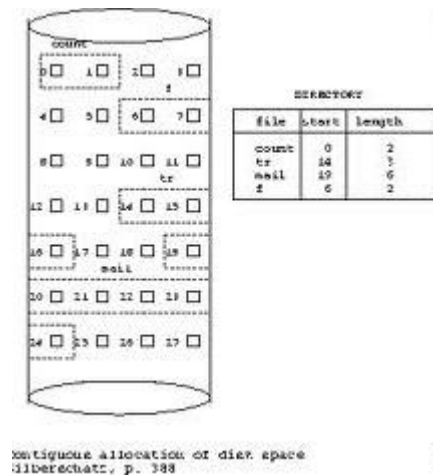 count
0 1 2 3
f
4 5 6 7
8 9 10 11
tr
12 13 14 15
16 17 18 19
mail
20 21 22 23
24 25 26 27
DIRECTORY
file start length
count 0 2
tr 14 3
mail 19 6
f 6 2
ontiguous allocation of disk space
ilberschatz, p. 388